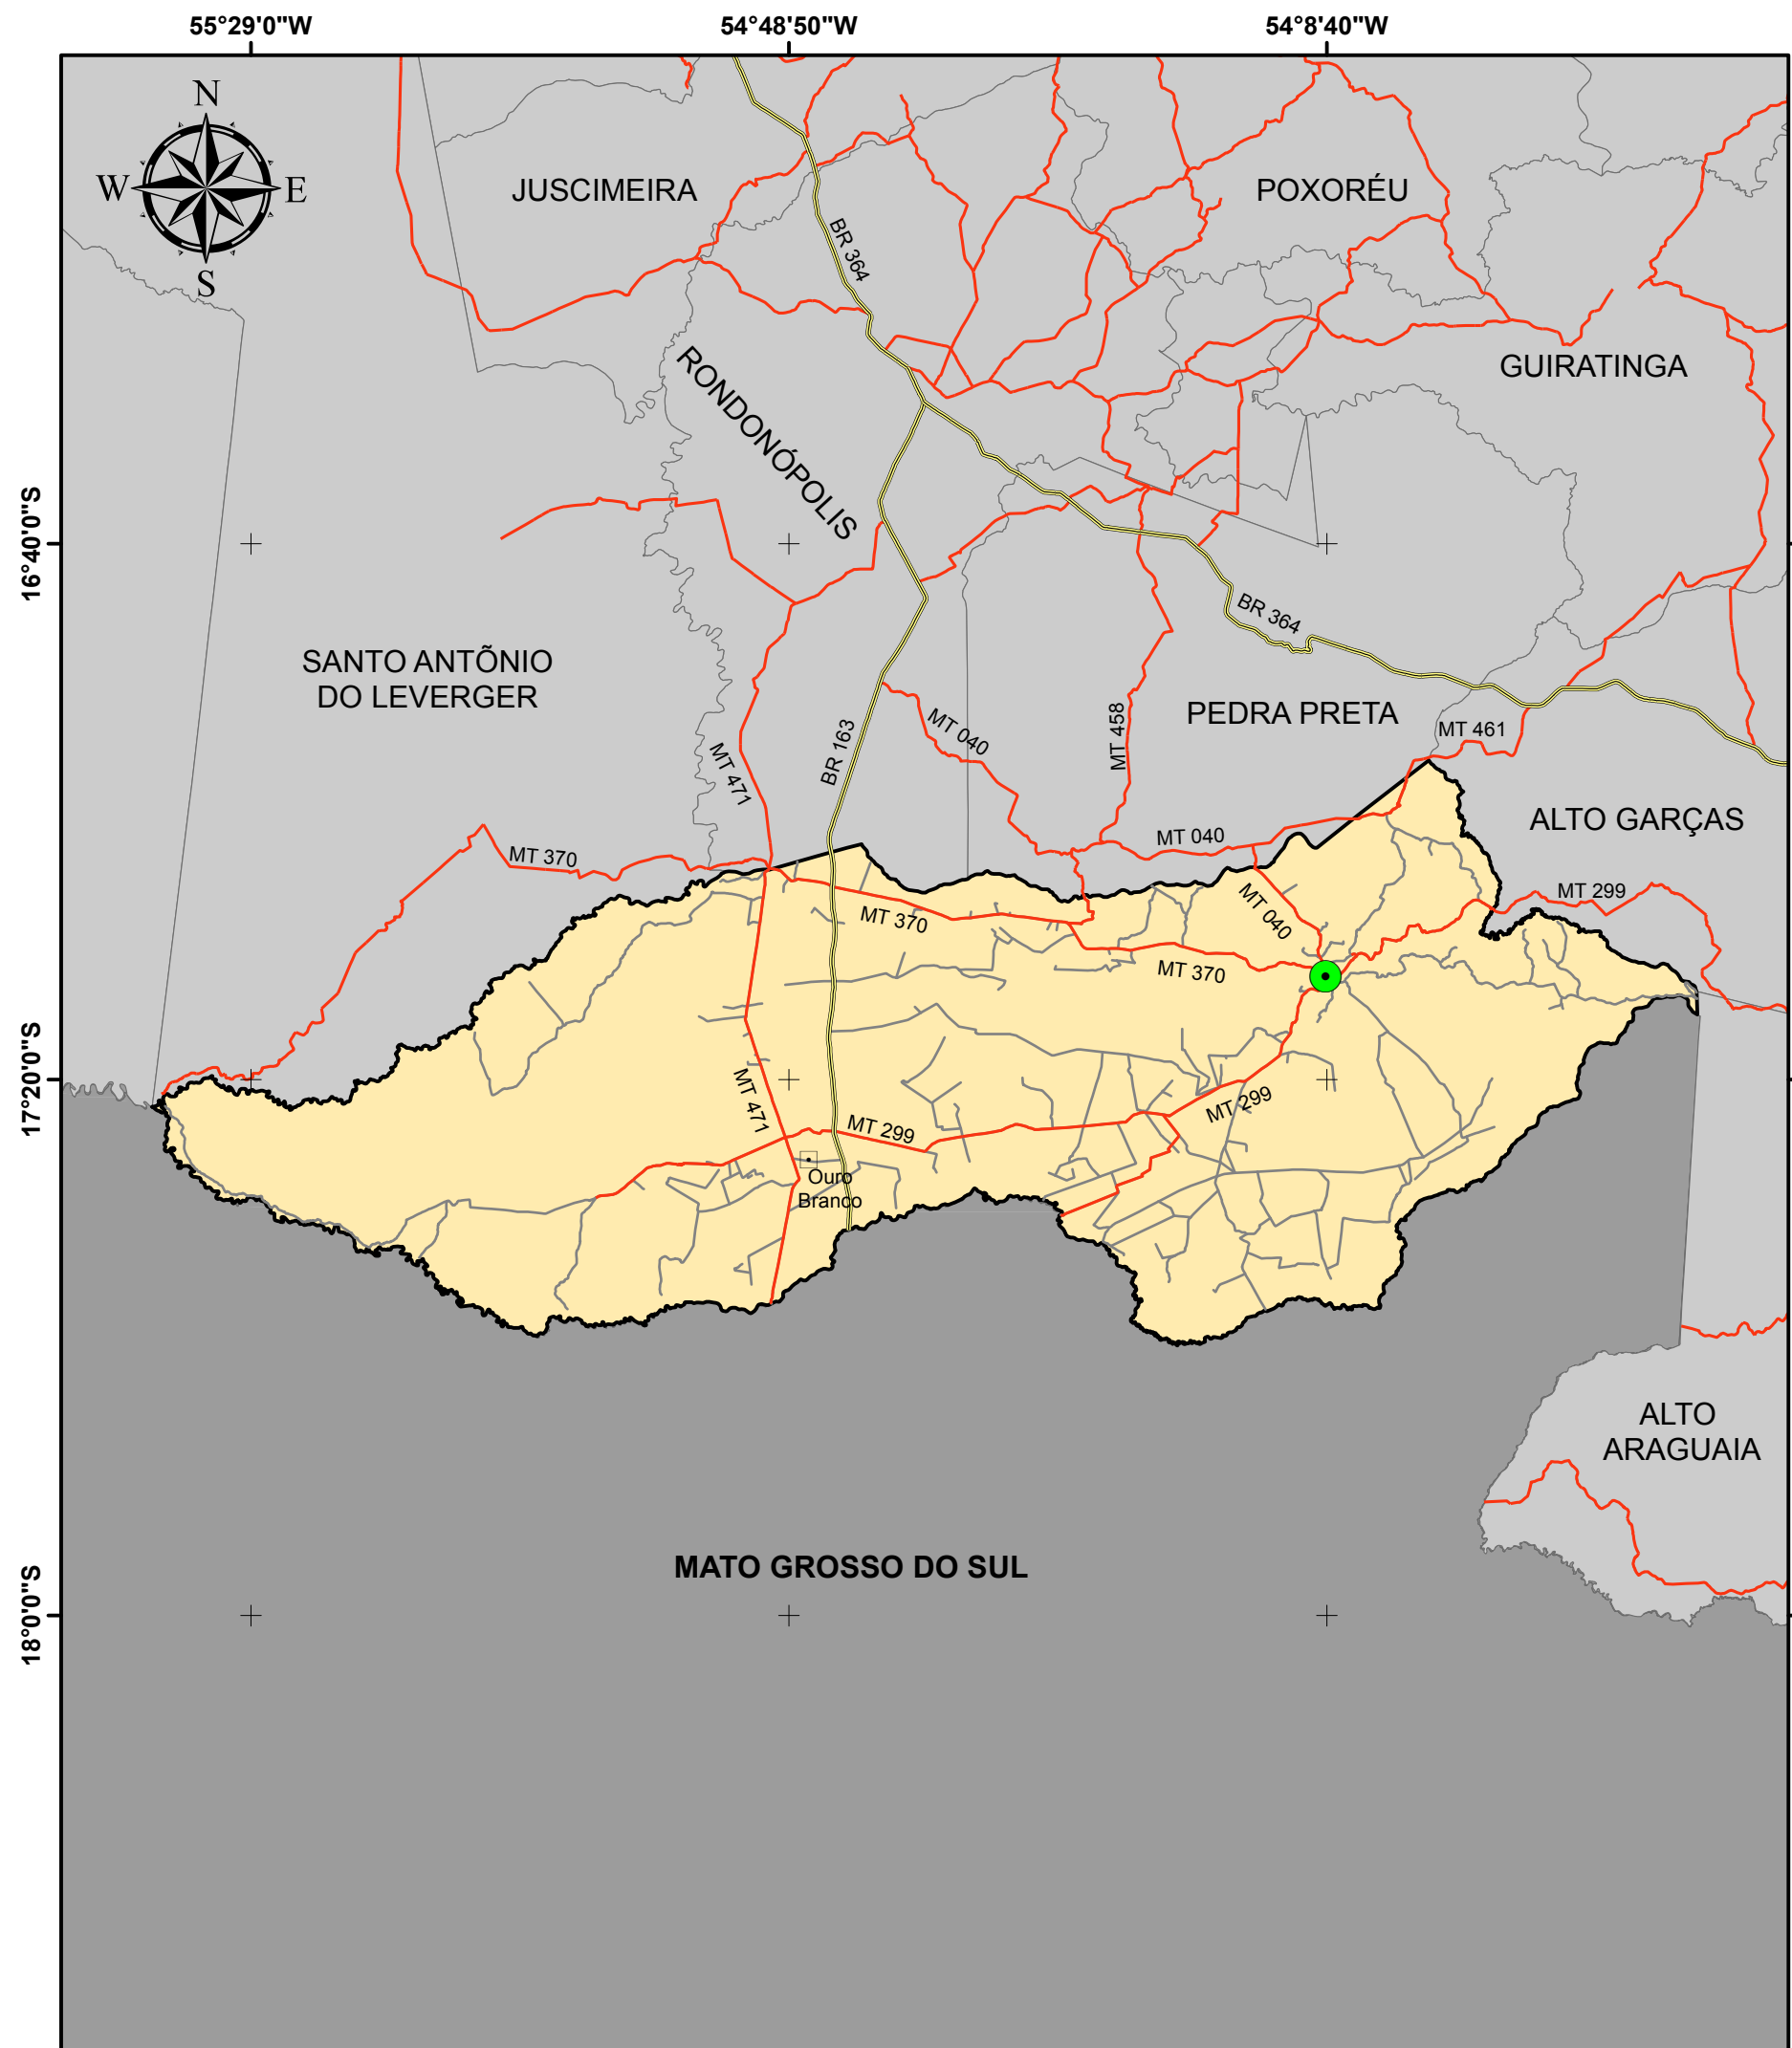 55°29'0"W
54°48'50"W
54°8'40"W
N
W
E
S
JUSCIMEIRA
POXORÉU
BR 364
GUIRATINGA
RONDONÓPOLIS
16°40'0"S
BR 364
SANTO ANTÕNIO
DO LEVERGER
PEDRA PRETA
MT 040
MT 458
MT 461
BR 163
MT 471
ALTO GARÇAS
MT 040
MT 370
MT 299
MT 040
MT 370
MT 370
17°20'0"S
MT 471
MT 299
MT 299
Ouro
Branco
ALTO
ARAGUAIA
MATO GROSSO DO SUL
18°0'0"S